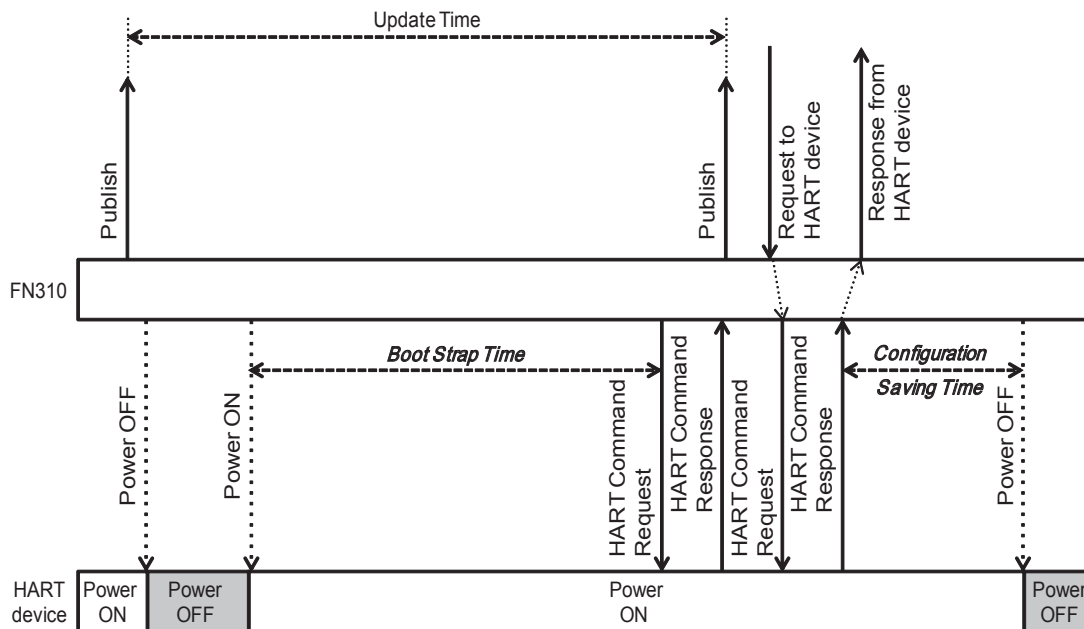 Update Time
Publish
Publish
Request to
HART device
Response from
HART device
FN310
Power OFF
Power ON
Boot Strap Time
HART Command
Request
HART Command
Response
HART Command
Request
HART Command
Response
Configuration
Saving Time
Power OFF
HART
device
Power
ON
Power
OFF
Power
ON
Power
OFF